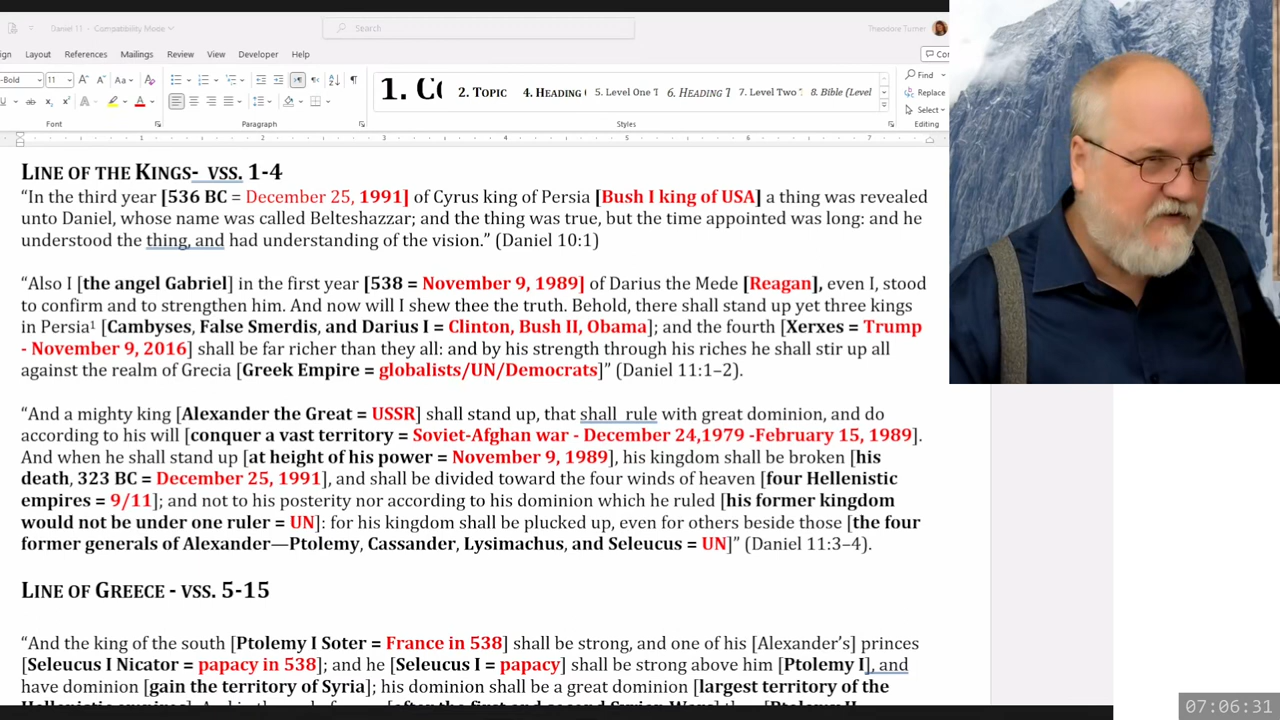 Daniel 11 - Compatibility Mode
Search
Theodore Turner
ign Layout References Mailings Review View Developer Help
-Bold 11
Find
Replace
Select
1. Co 2. Topic 4. Heading 5. Level One T 6. Heading T 7. Level Two 8. Bible (Level
Font Paragraph Styles Editing
1 2 3 4 5 6 7
LINE OF THE KINGS- VSS. 1-4
“In the third year [536 BC = December 25, 1991] of Cyrus king of Persia [Bush I king of USA] a thing was revealed
unto Daniel, whose name was called Belteshazzar; and the thing was true, but the time appointed was long: and he
understood the thing, and had understanding of the vision.” (Daniel 10:1)
“Also I [the angel Gabriel] in the first year [538 = November 9, 1989] of Darius the Mede [Reagan], even I, stood
to confirm and to strengthen him. And now will I shew thee the truth. Behold, there shall stand up yet three kings
in Persia¹ [Cambyses, False Smerdis, and Darius I = Clinton, Bush II, Obama]; and the fourth [Xerxes = Trump
- November 9, 2016] shall be far richer than they all: and by his strength through his riches he shall stir up all
against the realm of Grecia [Greek Empire = globalists/UN/Democrats]” (Daniel 11:1–2).
“And a mighty king [Alexander the Great = USSR] shall stand up, that shall rule with great dominion, and do
according to his will [conquer a vast territory = Soviet-Afghan war - December 24,1979 -February 15, 1989].
And when he shall stand up [at height of his power = November 9, 1989], his kingdom shall be broken [his
death, 323 BC = December 25, 1991], and shall be divided toward the four winds of heaven [four Hellenistic
empires = 9/11]; and not to his posterity nor according to his dominion which he ruled [his former kingdom
would not be under one ruler = UN]: for his kingdom shall be plucked up, even for others beside those [the four
former generals of Alexander—Ptolemy, Cassander, Lysimachus, and Seleucus = UN]” (Daniel 11:3–4).
LINE OF GREECE - VSS. 5-15
“And the king of the south [Ptolemy I Soter = France in 538] shall be strong, and one of his [Alexander’s] princes
[Seleucus I Nicator = papacy in 538]; and he [Seleucus I = papacy] shall be strong above him [Ptolemy I], and
have dominion [gain the territory of Syria]; his dominion shall be a great dominion [largest territory of the
07:06:31